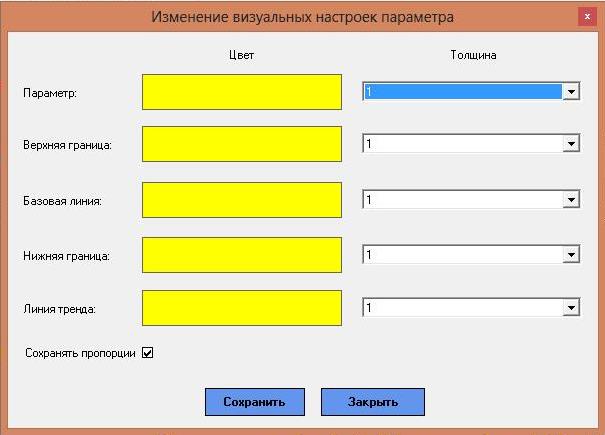 Изменение визуальных настроек параметра
x
Цвет Толщина
Параметр: 1
Верхняя граница: 1
Базовая линия: 1
Нижняя граница: 1
Линия тренда: 1
Сохранять пропорции
Сохранить Закрыть